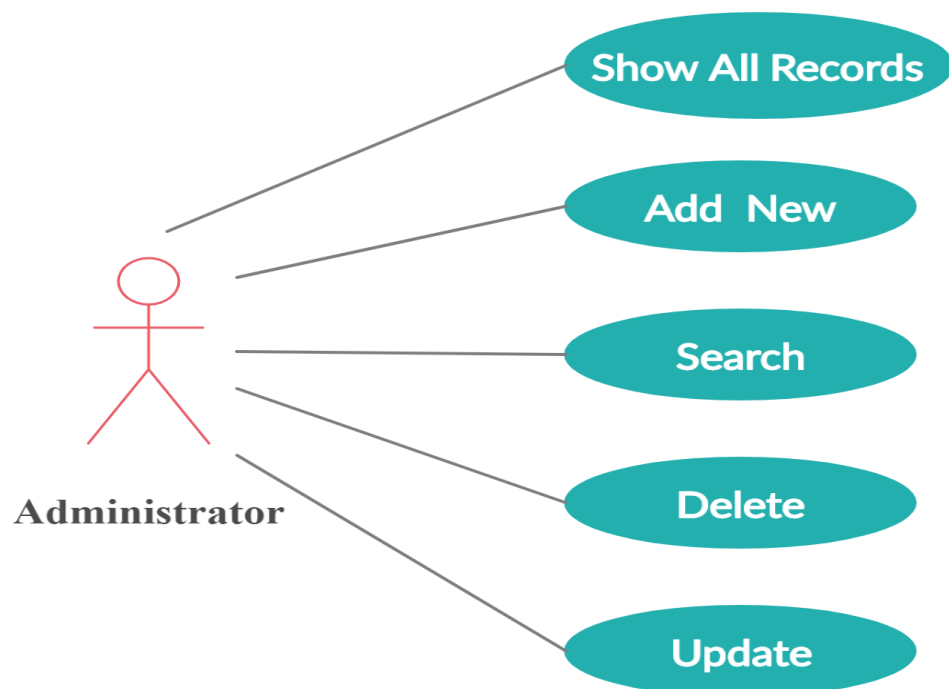 Show All Records
Add New
Search
Delete
Administrator
Update